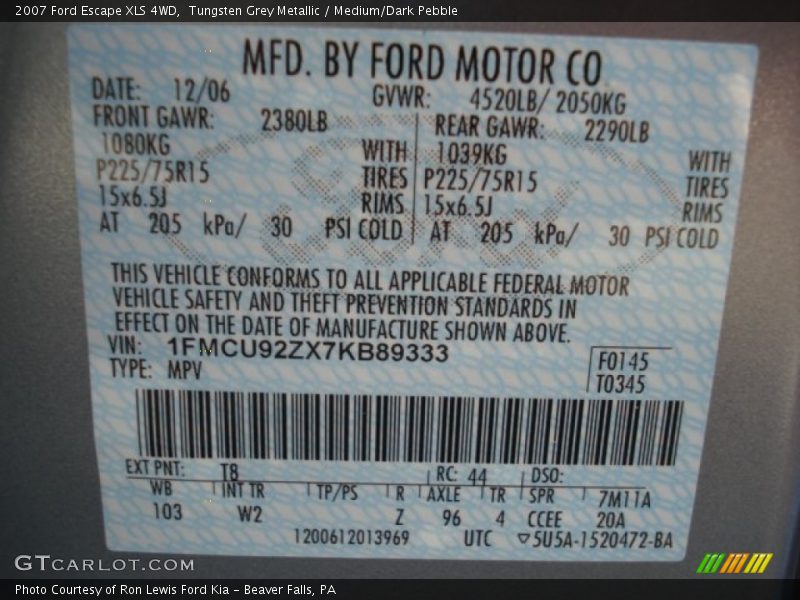 2007 Ford Escape XLS 4WD,  Tungsten Grey Metallic / Medium/Dark Pebble
MFD. BY FORD MOTOR CO
DATE: 12/06 GVWR: 4520LB/ 2050KG
FRONT GAWR: 2380LB REAR GAWR: 2290LB
1080KG WITH 1039KG WITH
P225/75R15 TIRES P225/75R15 TIRES
15x6.5J RIMS 15x6.5J RIMS
AT 205 kPa/ 30 PSI COLD AT 205 kPa/ 30 PSI COLD
THIS VEHICLE CONFORMS TO ALL APPLICABLE FEDERAL MOTOR
VEHICLE SAFETY AND THEFT PREVENTION STANDARDS IN
EFFECT ON THE DATE OF MANUFACTURE SHOWN ABOVE.
VIN: 1FMCU92ZX7KB89333 F0145
TYPE: MPV T0345
EXT PNT: T8 RC: 44 DSO:
WB INT TR TP/PS R AXLE TR SPR 7M11A
103 W2 Z 96 4 CCEE 20A
1200612013969 UTC ▽5U5A-1520472-BA
GTCARLOT.COM
Photo Courtesy of Ron Lewis Ford Kia - Beaver Falls, PA